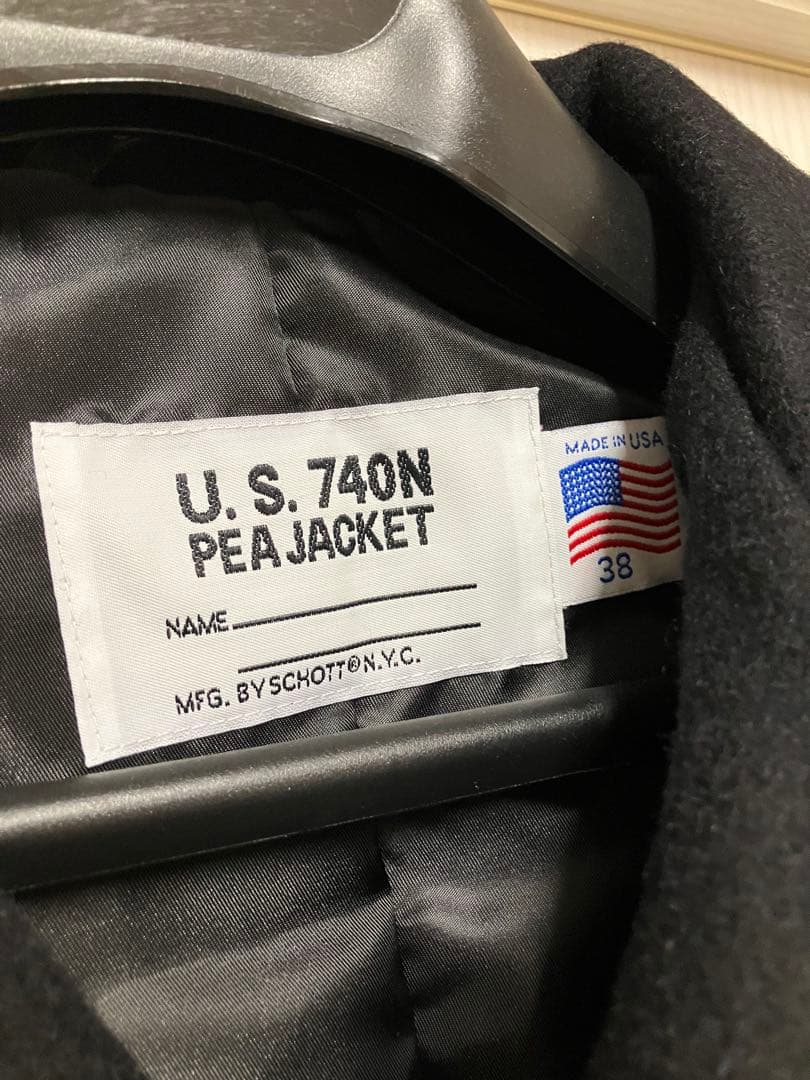 U. S. 740N
PEA JACKET
NAME
MFG. BY SCHOTT® N.Y.C.
MADE IN USA
38